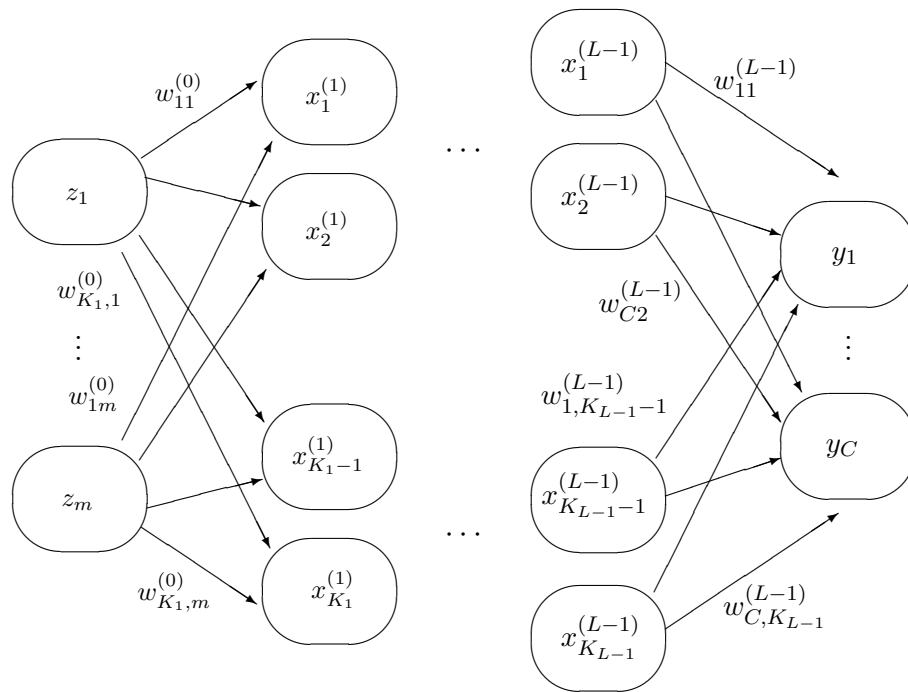 w_{11}^{(0)}
x_1^{(1)}
x_1^{(L-1)}
w_{11}^{(L-1)}
⋯
z_1
x_2^{(1)}
x_2^{(L-1)}
y_1
w_{K_1,1}^{(0)}
w_{C2}^{(L-1)}
⋮
⋮
w_{1m}^{(0)}
w_{1,K_{L-1}-1}^{(L-1)}
z_m
x_{K_1-1}^{(1)}
x_{K_{L-1}-1}^{(L-1)}
y_C
⋯
w_{K_1,m}^{(0)}
x_{K_1}^{(1)}
x_{K_{L-1}}^{(L-1)}
w_{C,K_{L-1}}^{(L-1)}